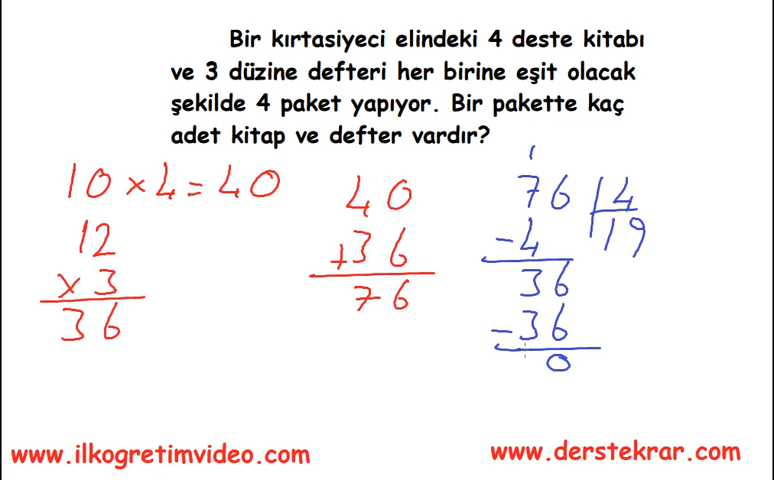 Bir kırtasiyeci elindeki 4 deste kitabı
ve 3 düzine defteri her birine eşit olacak
şekilde 4 paket yapıyor. Bir pakette kaç
adet kitap ve defter vardır?
10 x 4 = 40
12
x 3
36
40
+36
76
1
76 | 4
19
-4
36
-36
0
www.ilkogretimvideo.com
www.derstekrar.com